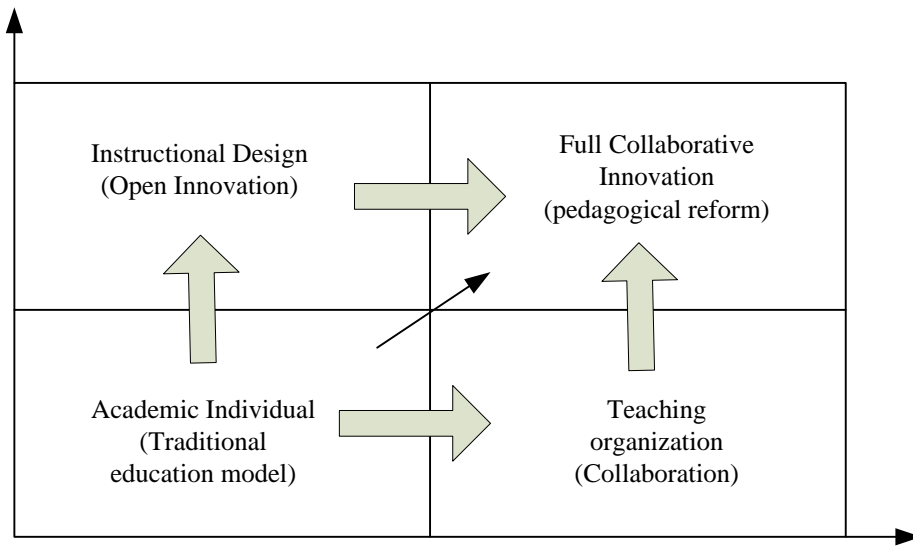 Instructional Design
(Open Innovation)
Full Collaborative
Innovation
(pedagogical reform)
Academic Individual
(Traditional
education model)
Teaching
organization
(Collaboration)